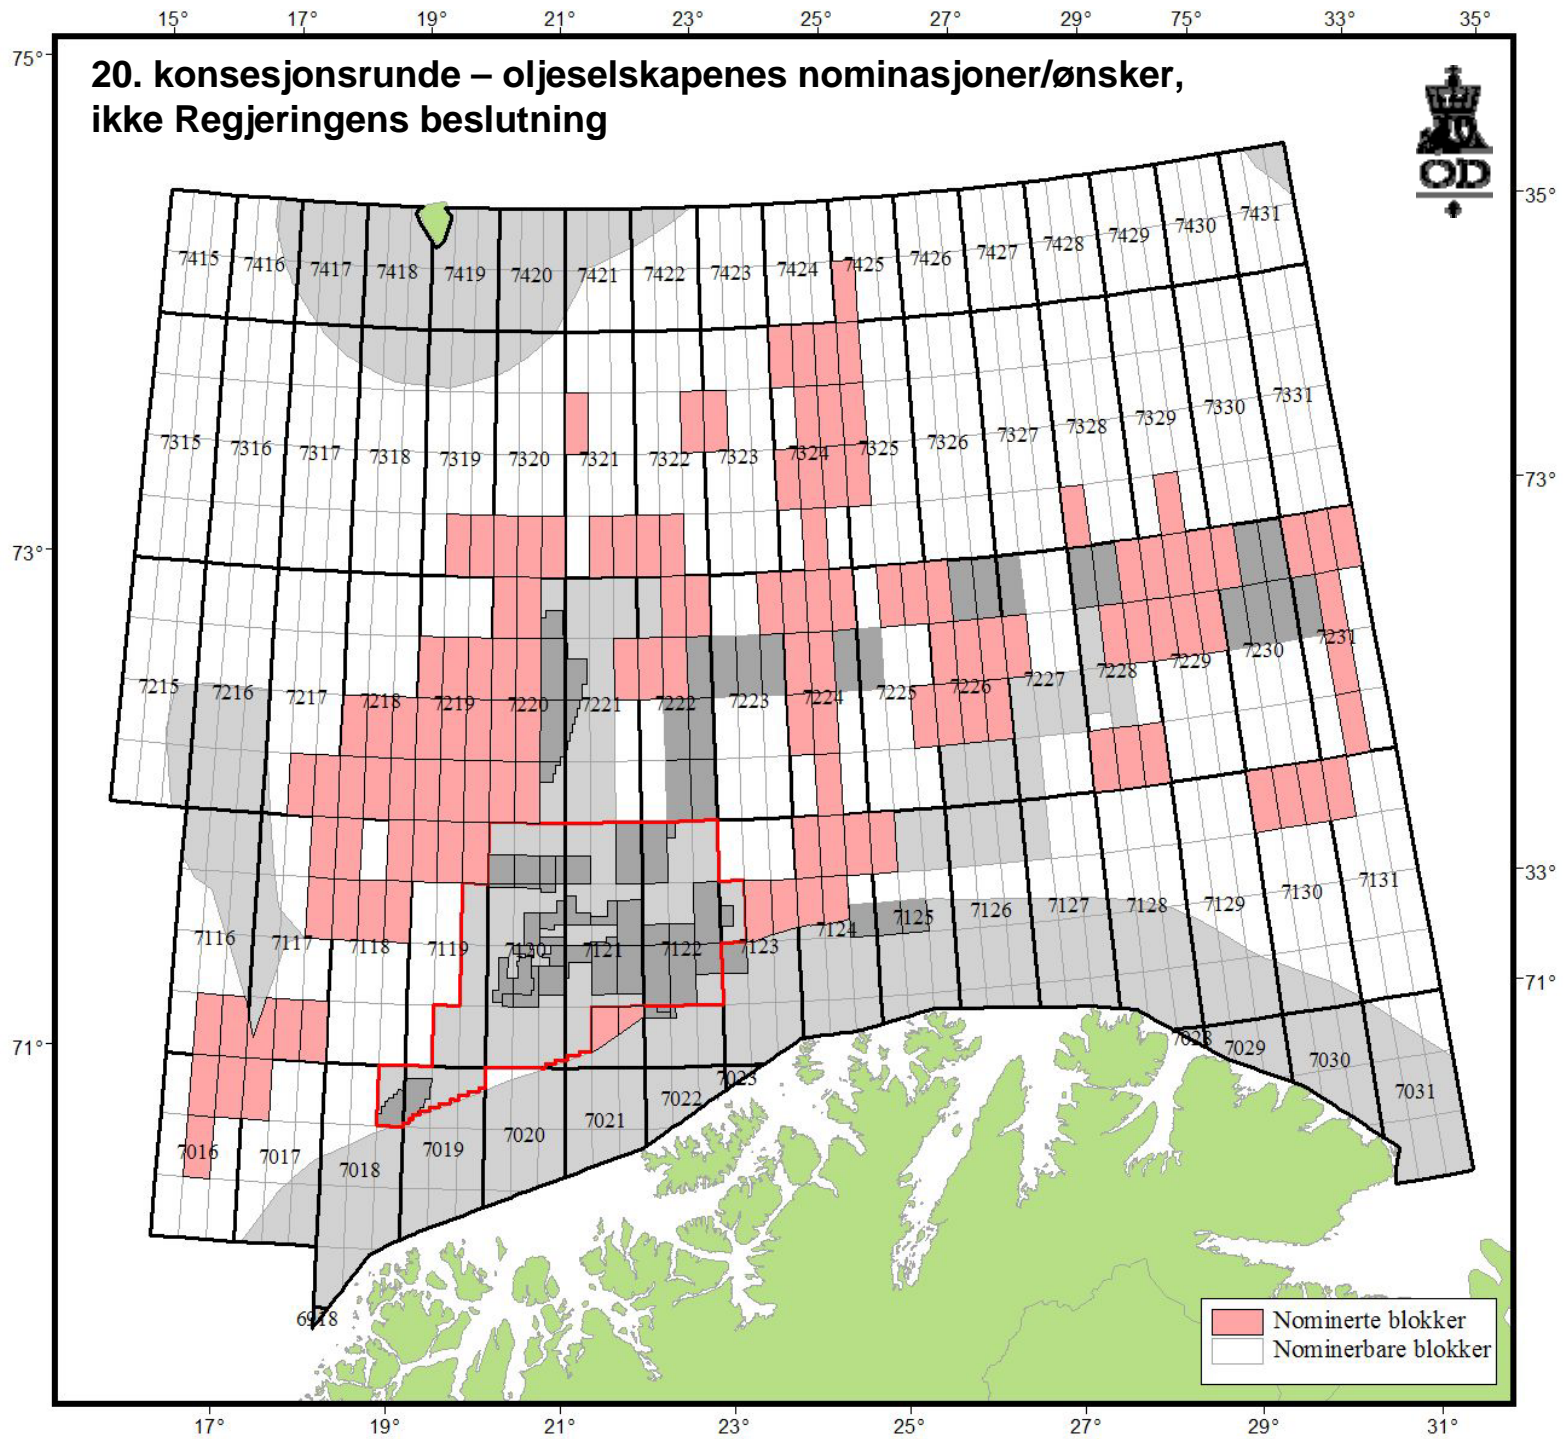 15° 17° 19° 21° 23° 25° 27° 29° 75° 33° 35°
75°
20. konsesjonsrunde – oljeselskapenes nominasjoner/ønsker,
ikke Regjeringens beslutning
OD
35°
7415 7416 7417 7418 7419 7420 7421 7422 7423 7424 7425 7426 7427 7428 7429 7430 7431
7315 7316 7317 7318 7319 7320 7321 7322 7323 7324 7325 7326 7327 7328 7329 7330 7331
73°
73°
7215 7216 7217 7218 7219 7220 7221 7222 7223 7224 7225 7226 7227 7228 7229 7230 7231
33°
7116 7117 7118 7119 7120 7121 7122 7123 7124 7125 7126 7127 7128 7129 7130 7131
71°
71°
7016 7017 7018 7019 7020 7021 7022 7023 7028 7029 7030 7031
6918
Nominerte blokker
Nominerbare blokker
17° 19° 21° 23° 25° 27° 29° 31°